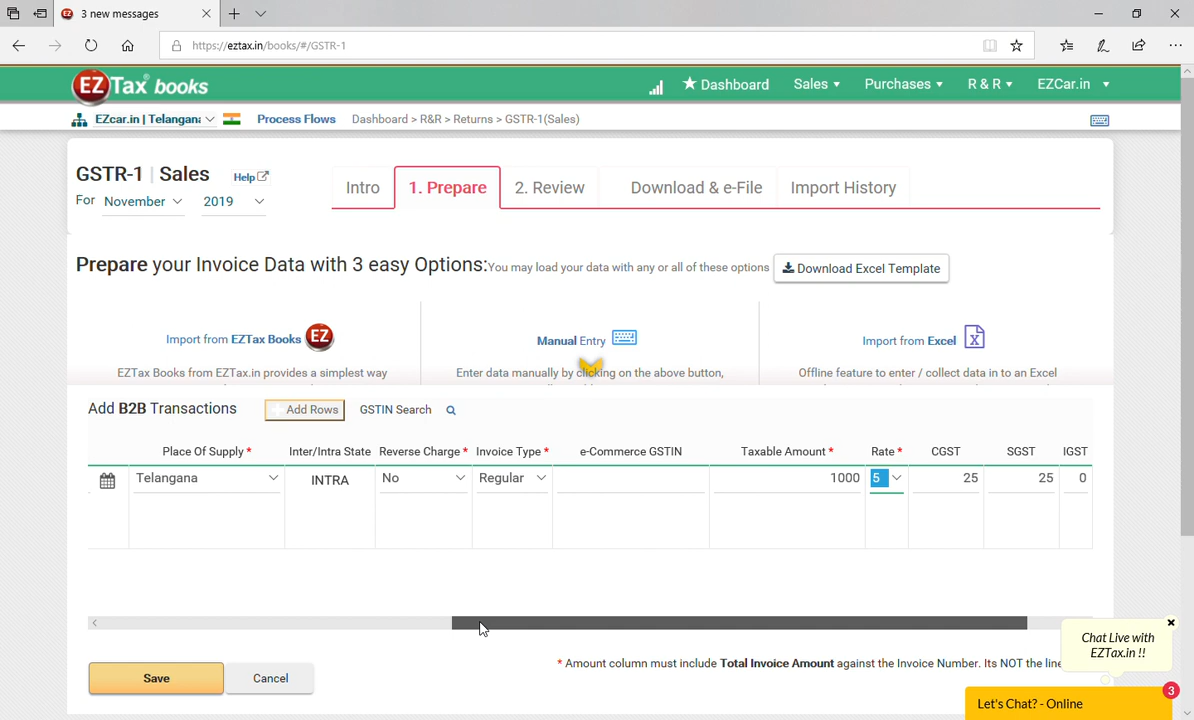 3 new messages
https://eztax.in/books/#/GSTR-1
EZTax® books
Dashboard Sales Purchases R & R EZCar.in
EZcar.in | Telangana Process Flows Dashboard > R&R > Returns > GSTR-1(Sales)
GSTR-1 | Sales Help
For November 2019
Intro 1. Prepare 2. Review Download & e-File Import History
Prepare your Invoice Data with 3 easy Options: You may load your data with any or all of these options Download Excel Template
Import from EZTax Books EZ Manual Entry Import from Excel X
EZTax Books from EZTax.in provides a simplest way Enter data manually by clicking on the above button, Offline feature to enter / collect data in to an Excel
Add B2B Transactions Add Rows GSTIN Search
Place Of Supply * Inter/Intra State Reverse Charge * Invoice Type * e-Commerce GSTIN Taxable Amount * Rate * CGST SGST IGST
Telangana INTRA No Regular 1000 5 25 25 0
* Amount column must include Total Invoice Amount against the Invoice Number. Its NOT the line
Save Cancel
Chat Live with
EZTax.in !!
Let's Chat? - Online 3